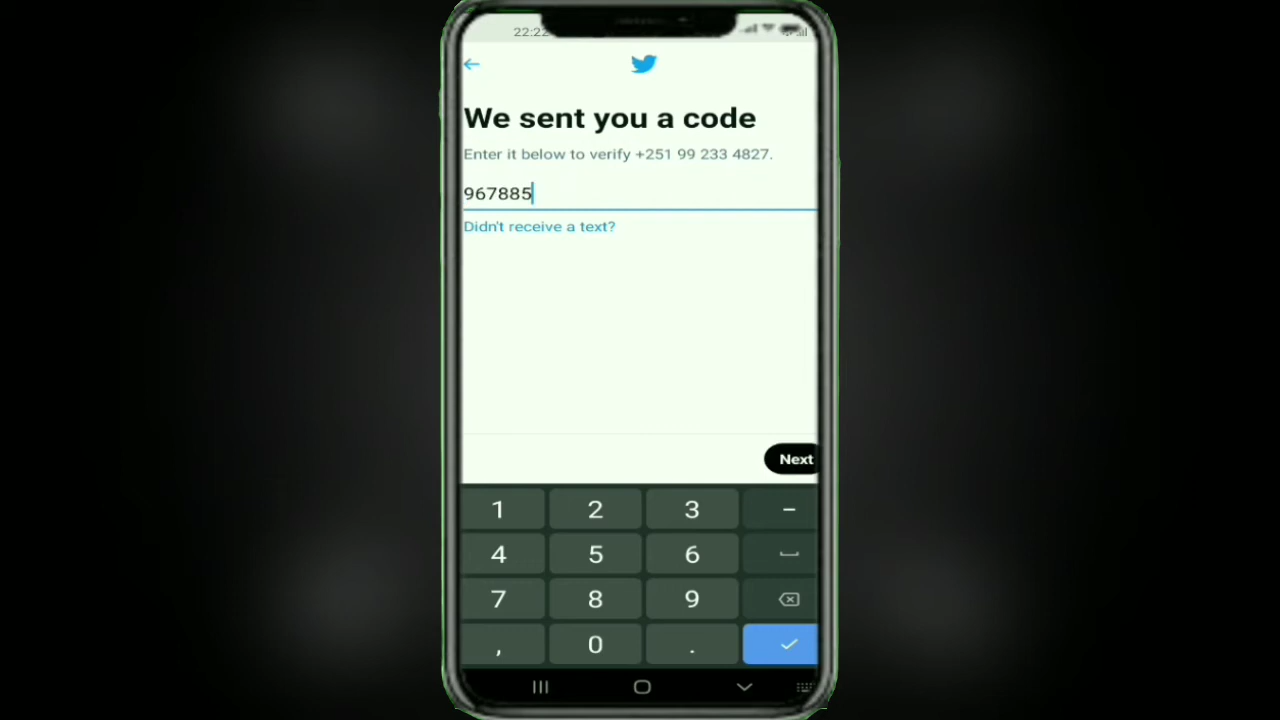 22:22
We sent you a code
Enter it below to verify +251 99 233 4827.
967885
Didn't receive a text?
Next
1 2 3 -
4 5 6
7 8 9
, 0 .